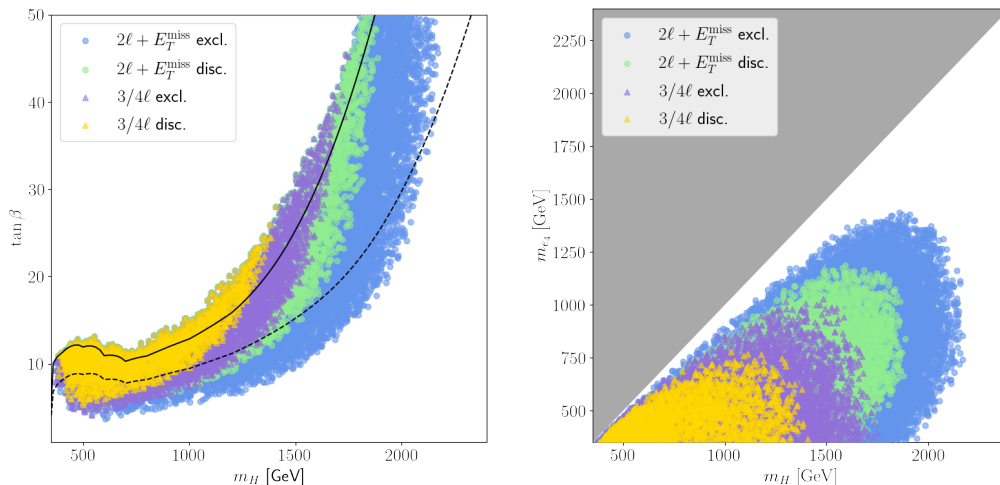 50
40
30
20
10
tan β
500
1000
1500
2000
m_H [GeV]
2ℓ + E_T^miss excl.
2ℓ + E_T^miss disc.
3/4ℓ excl.
3/4ℓ disc.
2250
2000
1750
1500
1250
1000
750
500
m_{e_4} [GeV]
500
1000
1500
2000
m_H [GeV]
2ℓ + E_T^miss excl.
2ℓ + E_T^miss disc.
3/4ℓ excl.
3/4ℓ disc.